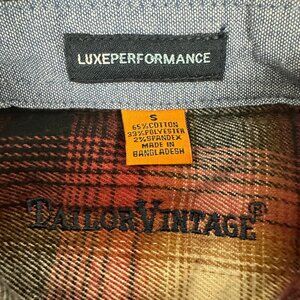 LUXEPERFORMANCE
S
65%COTTON
33%POLYESTER
2%SPANDEX
MADE IN
BANGLADESH
TAILORVINTAGE